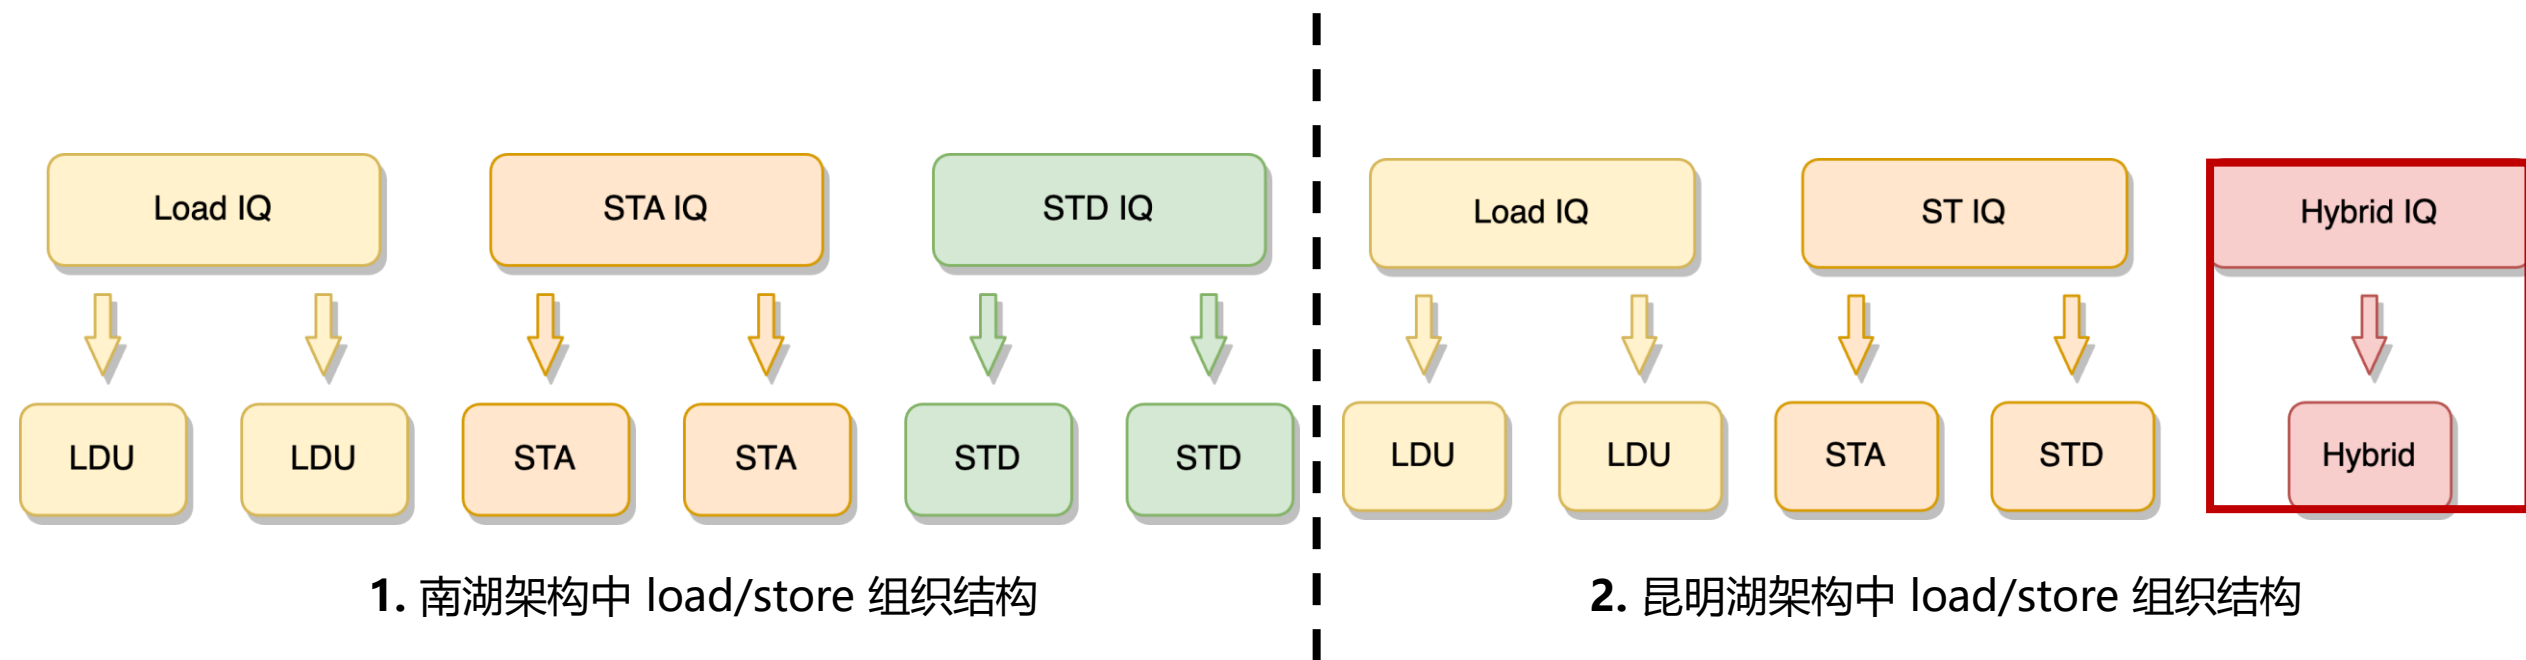 Load IQ
STA IQ
STD IQ
LDU
LDU
STA
STA
STD
STD
1. 南湖架构中 load/store 组织结构
Load IQ
ST IQ
Hybrid IQ
LDU
LDU
STA
STD
Hybrid
2. 昆明湖架构中 load/store 组织结构